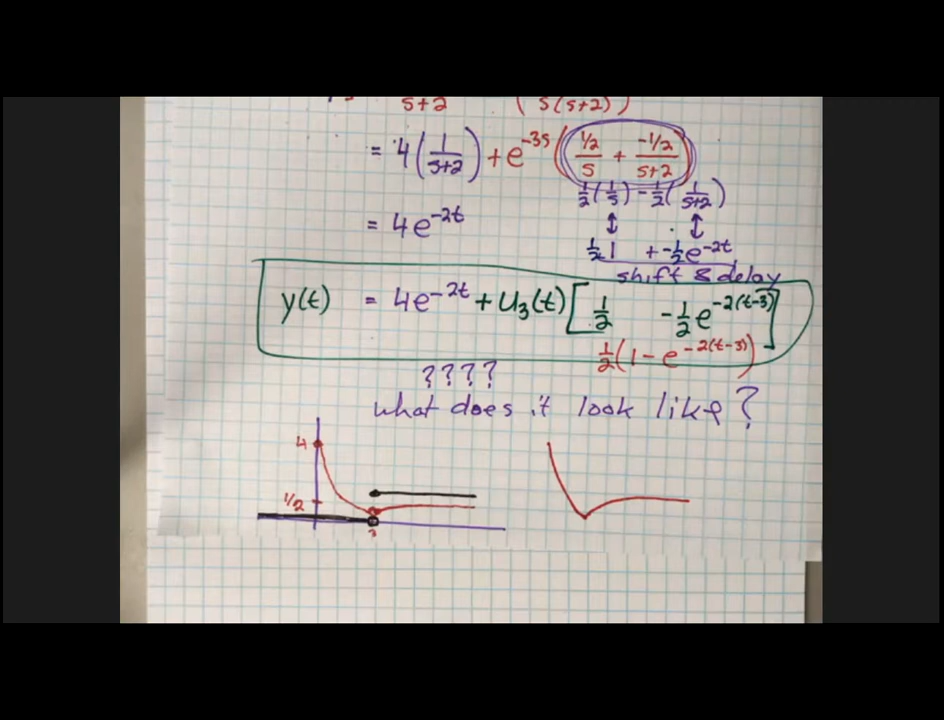 s+2 (s(s+2))
= 4(1/(s+2)) + e^-3s ((1/2)/s + (-1/2)/(s+2))
1/2(1/s) - 1/2(1/(s+2))
↕ ↕
= 4e^-2t
1/2 1 + -1/2 e^-2t
shift & delay
y(t) = 4e^-2t + U₃(t) [1/2 - 1/2 e^-2(t-3)]
1/2(1 - e^-2(t-3))
????
what does it look like?
4
1/2
3